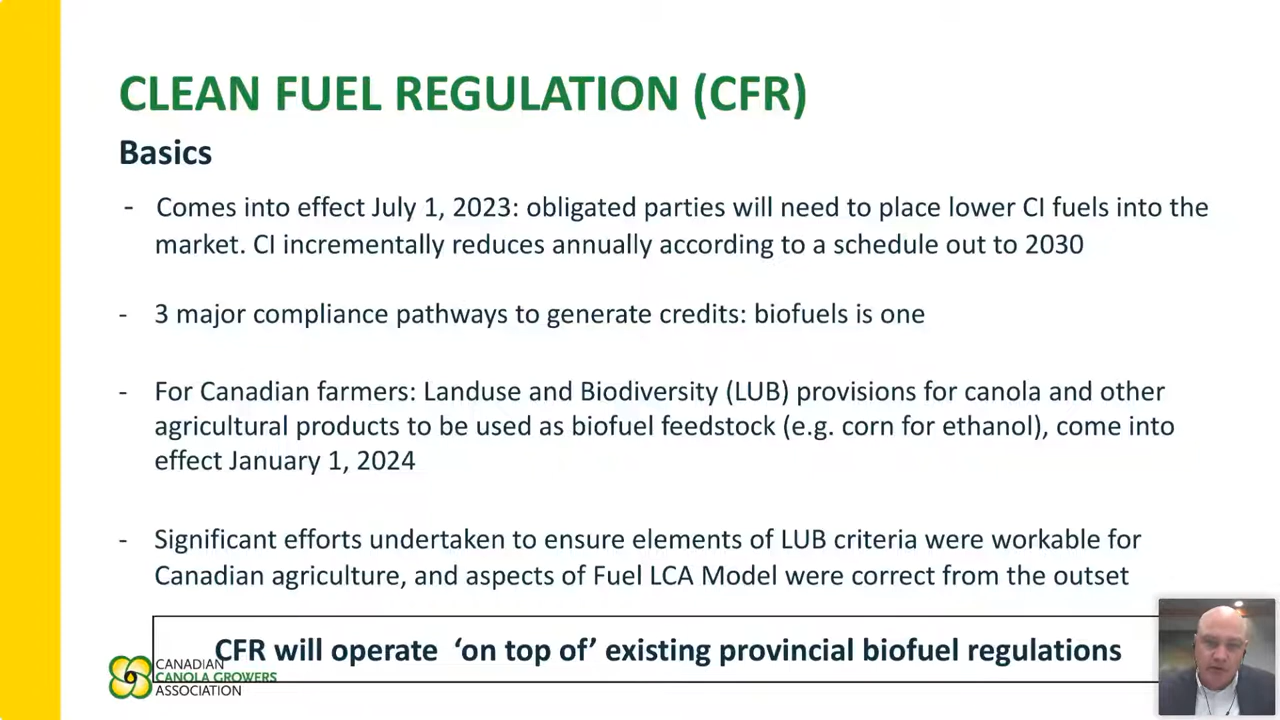 CLEAN FUEL REGULATION (CFR)
Basics
- Comes into effect July 1, 2023: obligated parties will need to place lower CI fuels into the
market. CI incrementally reduces annually according to a schedule out to 2030
- 3 major compliance pathways to generate credits: biofuels is one
- For Canadian farmers: Landuse and Biodiversity (LUB) provisions for canola and other
agricultural products to be used as biofuel feedstock (e.g. corn for ethanol), come into
effect January 1, 2024
- Significant efforts undertaken to ensure elements of LUB criteria were workable for
Canadian agriculture, and aspects of Fuel LCA Model were correct from the outset
CFR will operate ‘on top of’ existing provincial biofuel regulations
CANADIAN
CANOLA GROWERS
ASSOCIATION